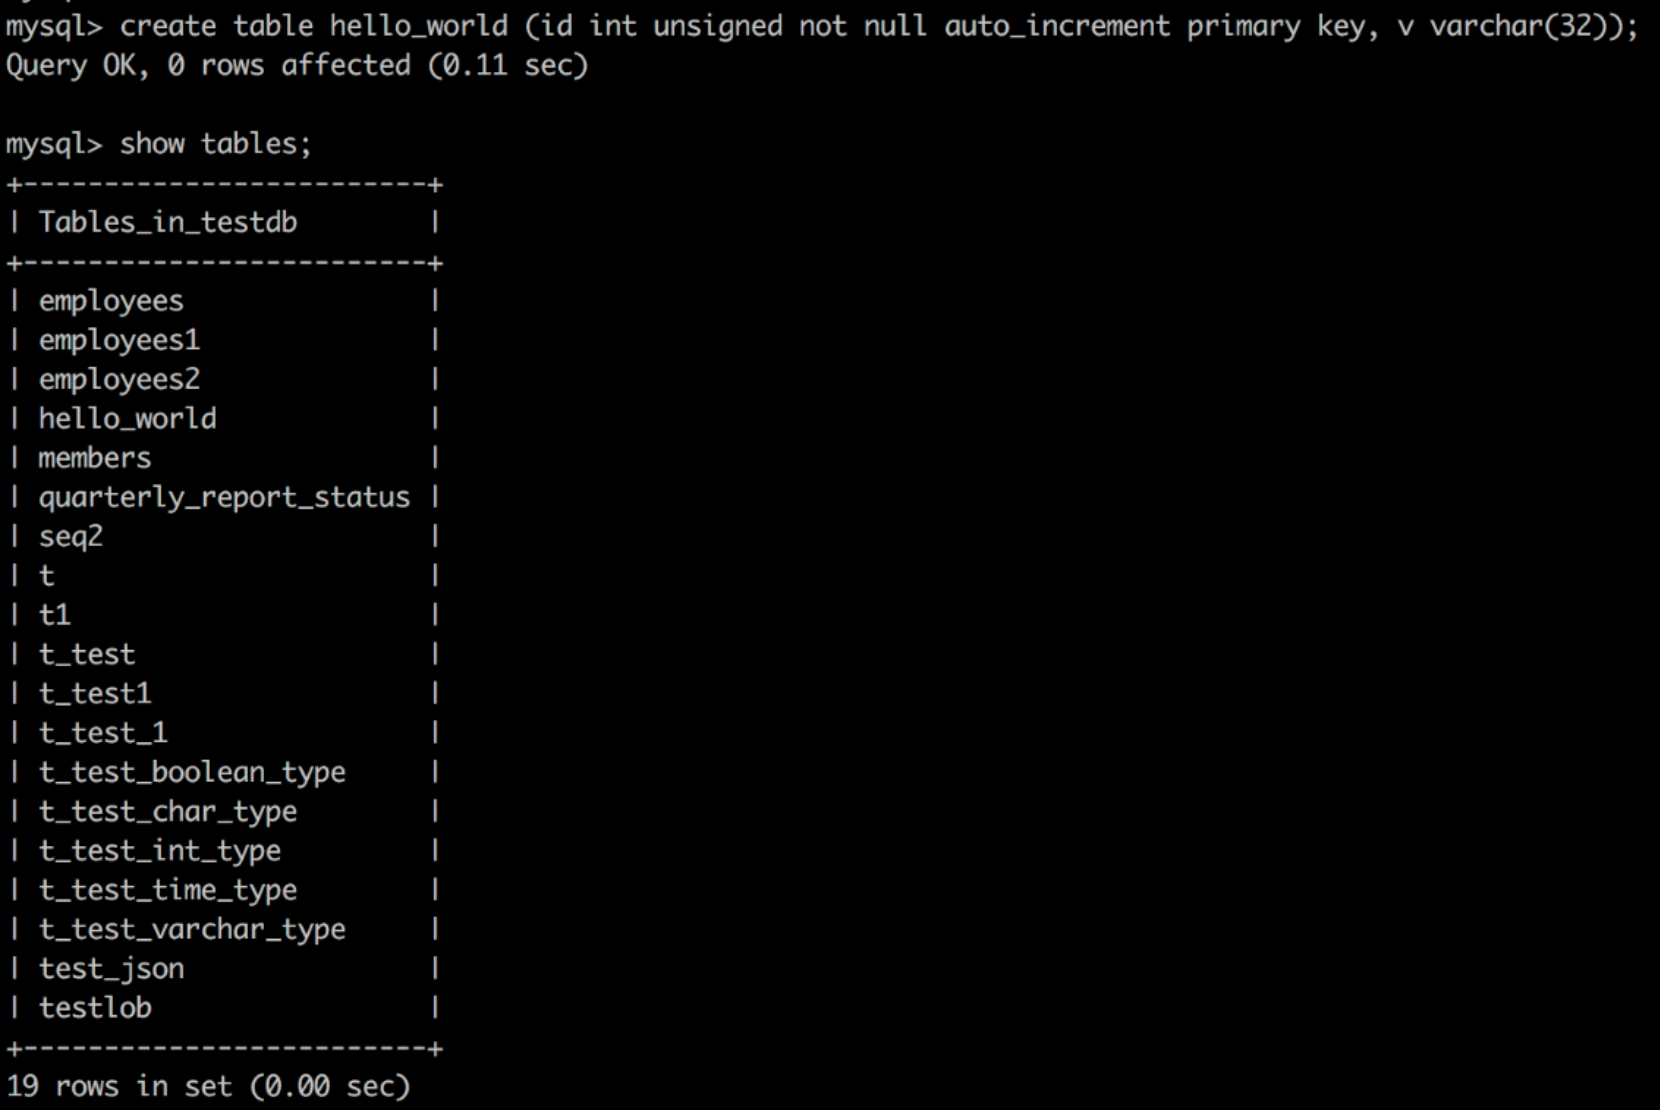 mysql> create table hello_world (id int unsigned not null auto_increment primary key, v varchar(32));
Query OK, 0 rows affected (0.11 sec)

mysql> show tables;
+-------------------------+
| Tables_in_testdb        |
+-------------------------+
| employees               |
| employees1              |
| employees2              |
| hello_world             |
| members                 |
| quarterly_report_status |
| seq2                    |
| t                       |
| t1                      |
| t_test                  |
| t_test1                 |
| t_test_1                |
| t_test_boolean_type     |
| t_test_char_type        |
| t_test_int_type         |
| t_test_time_type        |
| t_test_varchar_type     |
| test_json               |
| testlob                 |
+-------------------------+
19 rows in set (0.00 sec)